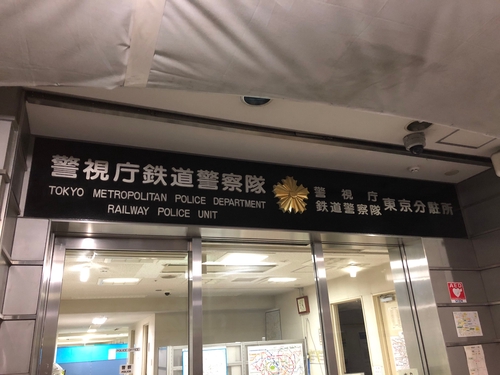 警視庁鉄道警察隊
TOKYO METROPOLITAN POLICE DEPARTMENT
RAILWAY POLICE UNIT
警視庁
鉄道警察隊
東京分駐所
AED